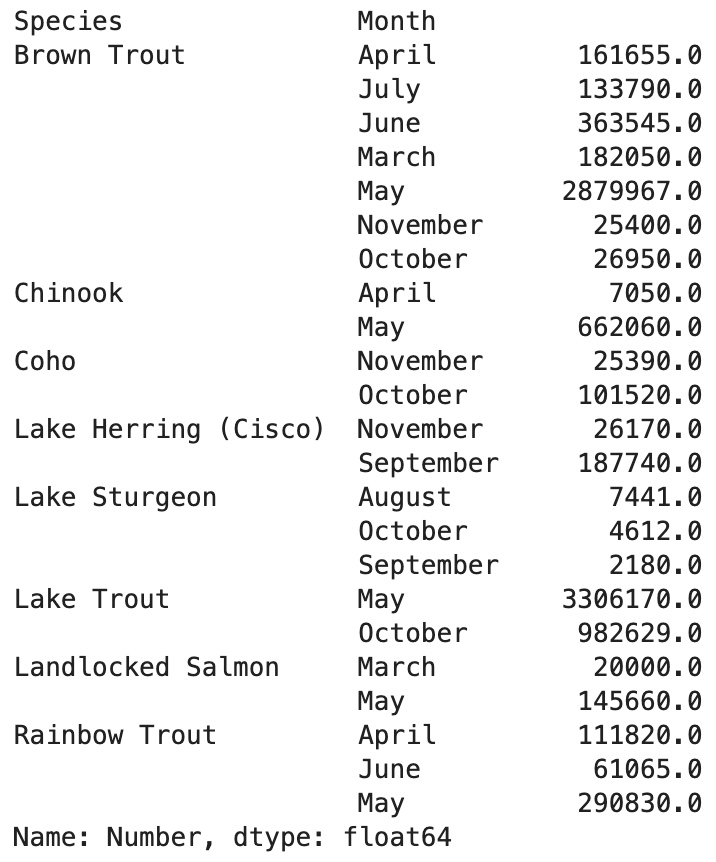 Species                Month
Brown Trout            April         161655.0
                       July          133790.0
                       June          363545.0
                       March         182050.0
                       May          2879967.0
                       November       25400.0
                       October        26950.0
Chinook                April           7050.0
                       May           662060.0
Coho                   November       25390.0
                       October       101520.0
Lake Herring (Cisco)   November       26170.0
                       September     187740.0
Lake Sturgeon          August          7441.0
                       October         4612.0
                       September       2180.0
Lake Trout             May          3306170.0
                       October       982629.0
Landlocked Salmon      March          20000.0
                       May           145660.0
Rainbow Trout          April         111820.0
                       June           61065.0
                       May           290830.0
Name: Number, dtype: float64